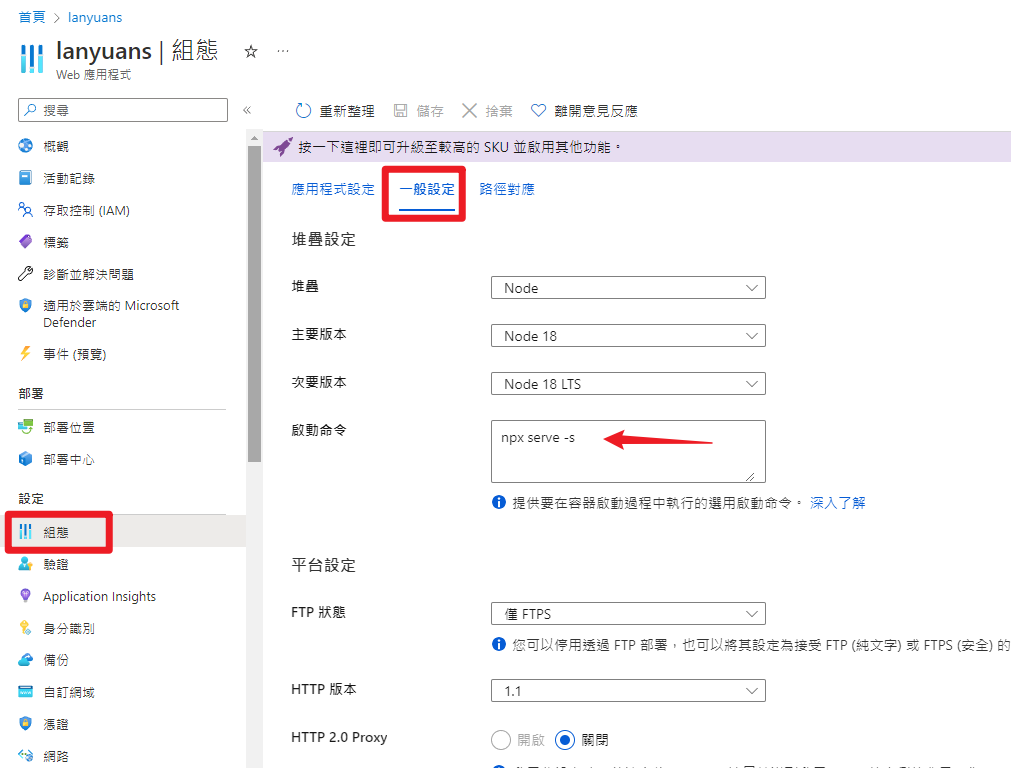 首頁 > lanyuans
lanyuans | 組態
Web 應用程式
搜尋
概觀
活動記錄
存取控制 (IAM)
標籤
診斷並解決問題
適用於雲端的 Microsoft
Defender
事件 (預覽)
部署
部署位置
部署中心
設定
組態
驗證
Application Insights
身分識別
備份
自訂網域
憑證
網路
重新整理 儲存 捨棄 離開意見反應
按一下這裡即可升級至較高的 SKU 並啟用其他功能。
應用程式設定 一般設定 路徑對應
堆疊設定
堆疊 Node
主要版本 Node 18
次要版本 Node 18 LTS
啟動命令 npx serve -s
提供要在容器啟動過程中執行的選用啟動命令。 深入了解
平台設定
FTP 狀態 僅 FTPS
您可以停用透過 FTP 部署,也可以將其設定為接受 FTP (純文字) 或 FTPS (安全) 的
HTTP 版本 1.1
HTTP 2.0 Proxy 開啟 關閉